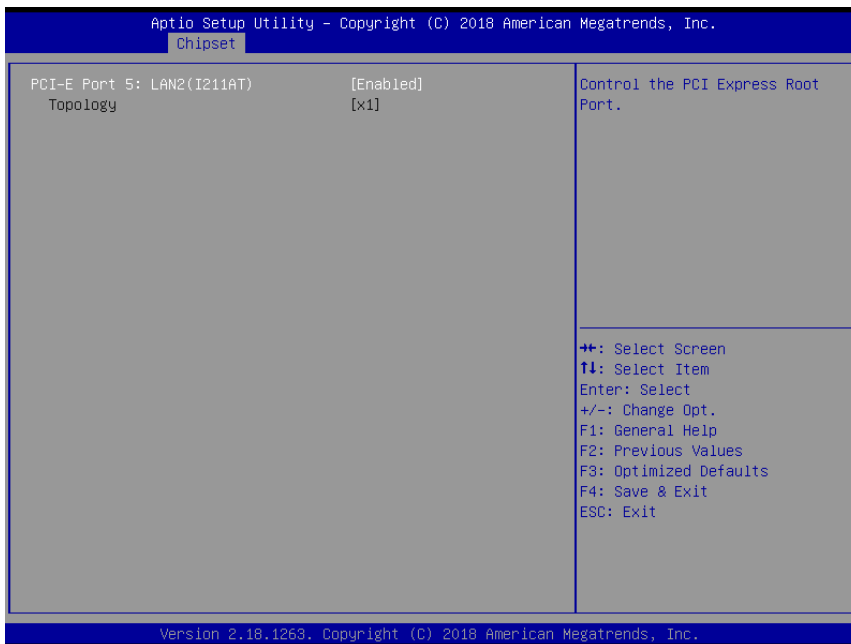 Aptio Setup Utility – Copyright (C) 2018 American Megatrends, Inc.
Chipset
PCI-E Port 5: LAN2(I211AT) [Enabled]
Topology [x1]
Control the PCI Express Root
Port.
→←: Select Screen
↑↓: Select Item
Enter: Select
+/-: Change Opt.
F1: General Help
F2: Previous Values
F3: Optimized Defaults
F4: Save & Exit
ESC: Exit
Version 2.18.1263. Copyright (C) 2018 American Megatrends, Inc.